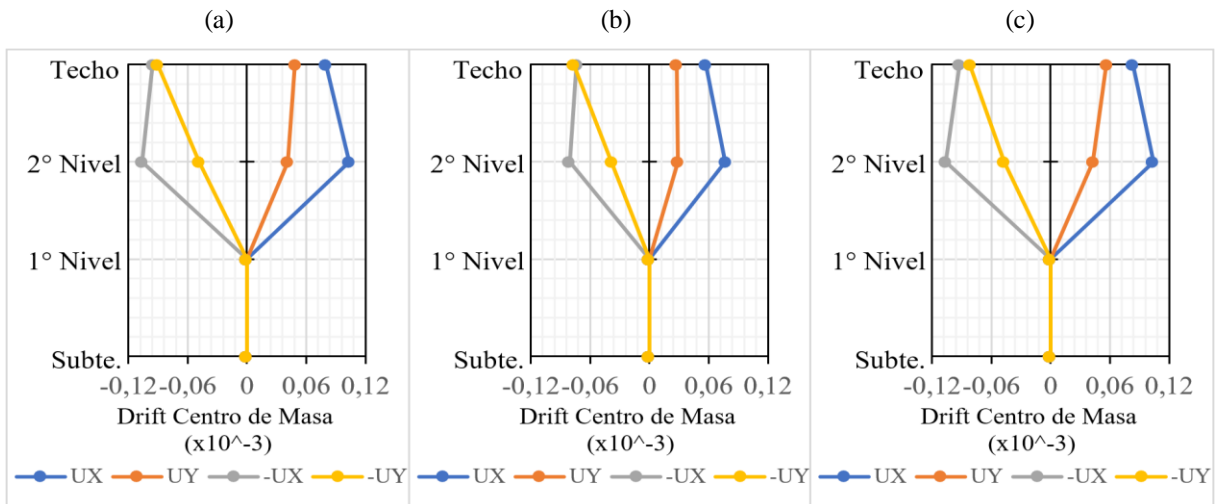 (a)
(b)
(c)
Techo
2° Nivel
1° Nivel
Subte.
-0,12 -0,06 0 0,06 0,12
Drift Centro de Masa
(x10^-3)
UX UY -UX -UY
Techo
2° Nivel
1° Nivel
Subte.
-0,12 -0,06 0 0,06 0,12
Drift Centro de Masa
(x10^-3)
UX UY -UX -UY
Techo
2° Nivel
1° Nivel
Subte.
-0,12 -0,06 0 0,06 0,12
Drift Centro de Masa
(x10^-3)
UX UY -UX -UY